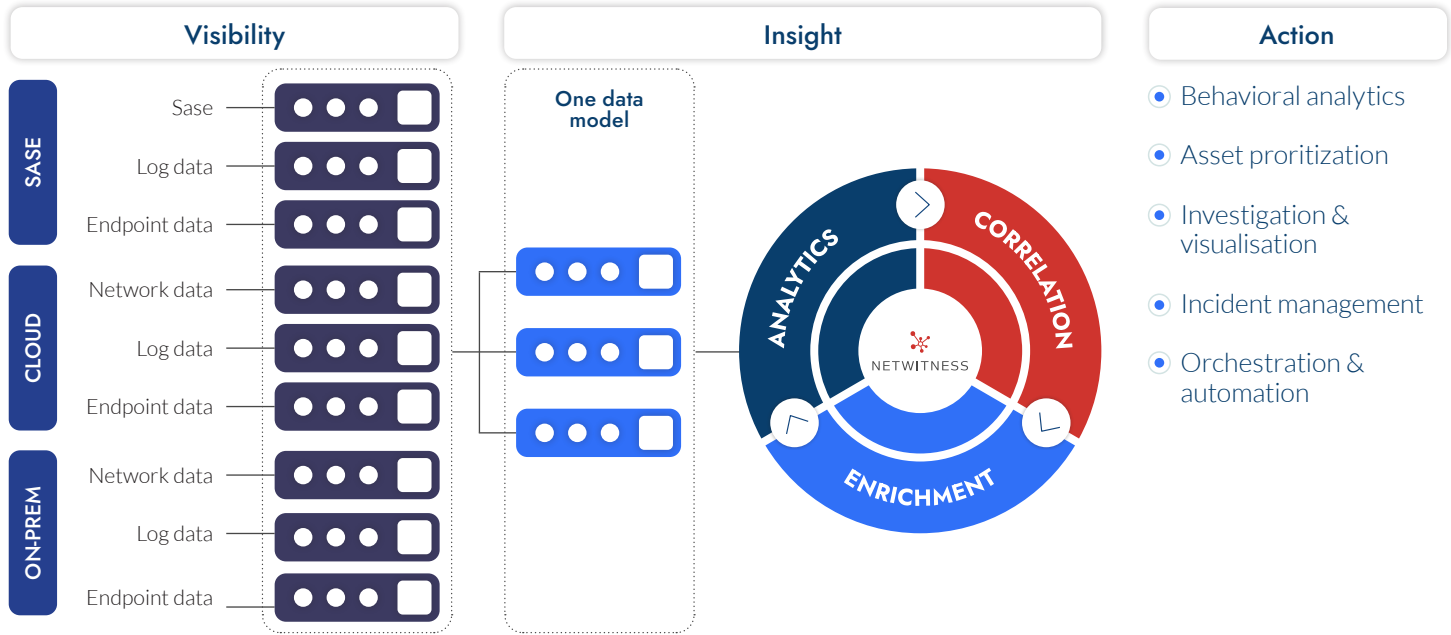 Visibility
Insight
Action
SASE
Sase
Log data
Endpoint data
CLOUD
Network data
Log data
Endpoint data
ON-PREM
Network data
Log data
Endpoint data
One data
model
ANALYTICS
CORRELATION
ENRICHMENT
NETWITNESS
Behavioral analytics
Asset proritization
Investigation &
visualisation
Incident management
Orchestration &
automation